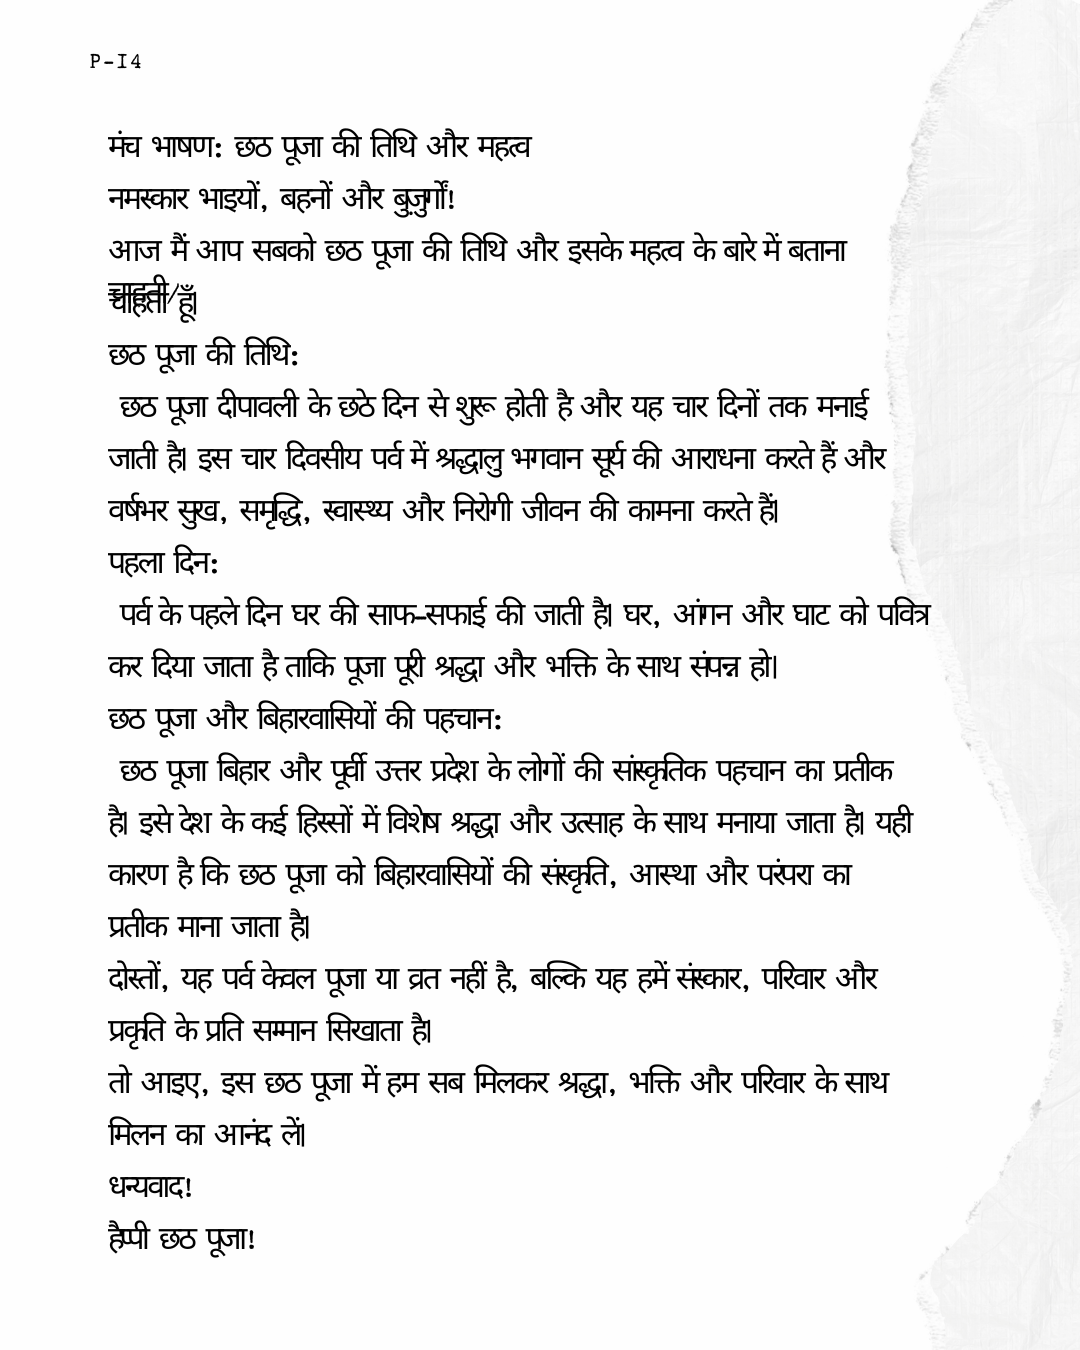 P-I4
मंच भाषण: छठ पूजा की तिथि और महत्व
नमस्कार भाइयों, बहनों और बुज़ुर्गों!
आज मैं आप सबको छठ पूजा की तिथि और इसके महत्व के बारे में बताना
चाहती/
चाहता हूँ।
छठ पूजा की तिथि:
छठ पूजा दीपावली के छठे दिन से शुरू होती है और यह चार दिनों तक मनाई
जाती है। इस चार दिवसीय पर्व में श्रद्धालु भगवान सूर्य की आराधना करते हैं और
वर्षभर सुख, समृद्धि, स्वास्थ्य और निरोगी जीवन की कामना करते हैं।
पहला दिन:
पर्व के पहले दिन घर की साफ-सफाई की जाती है। घर, आंगन और घाट को पवित्र
कर दिया जाता है ताकि पूजा पूरी श्रद्धा और भक्ति के साथ संपन्न हो।
छठ पूजा और बिहारवासियों की पहचान:
छठ पूजा बिहार और पूर्वी उत्तर प्रदेश के लोगों की सांस्कृतिक पहचान का प्रतीक
है। इसे देश के कई हिस्सों में विशेष श्रद्धा और उत्साह के साथ मनाया जाता है। यही
कारण है कि छठ पूजा को बिहारवासियों की संस्कृति, आस्था और परंपरा का
प्रतीक माना जाता है।
दोस्तों, यह पर्व केवल पूजा या व्रत नहीं है, बल्कि यह हमें संस्कार, परिवार और
प्रकृति के प्रति सम्मान सिखाता है।
तो आइए, इस छठ पूजा में हम सब मिलकर श्रद्धा, भक्ति और परिवार के साथ
मिलन का आनंद लें।
धन्यवाद!
हैप्पी छठ पूजा!